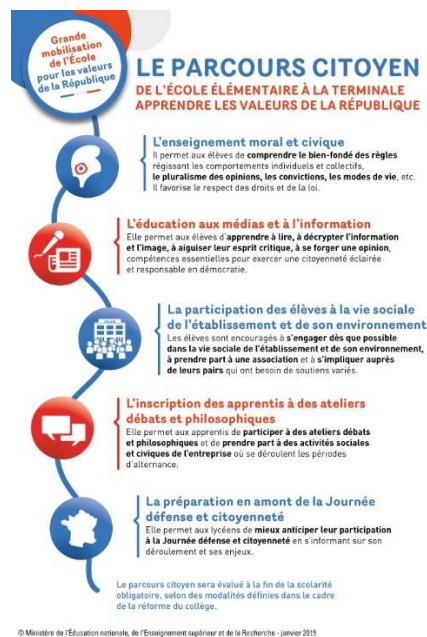 Grande
mobilisation
de l'École
pour les valeurs
de la République
LE PARCOURS CITOYEN
DE L'ÉCOLE ÉLÉMENTAIRE À LA TERMINALE
APPRENDRE LES VALEURS DE LA RÉPUBLIQUE
L'enseignement moral et civique
Il permet aux élèves de comprendre le bien-fondé des règles
régissant les comportements individuels et collectifs,
le pluralisme des opinions, les convictions, les modes de vie, etc.
Il favorise le respect des droits et de la loi.
L'éducation aux médias et à l'information
Elle permet aux élèves d'apprendre à lire, à décrypter l'information
et l'image, à aiguiser leur esprit critique, à se forger une opinion,
compétences essentielles pour exercer une citoyenneté éclairée
et responsable en démocratie.
La participation des élèves à la vie sociale
de l'établissement et de son environnement
Les élèves sont encouragés à s'engager dès que possible
dans la vie sociale de l'établissement et de son environnement,
à prendre part à une association et à s'impliquer auprès
de leurs pairs qui ont besoin de soutiens variés.
L'inscription des apprentis à des ateliers
débats et philosophiques
Elle permet aux apprentis de participer à des ateliers débats
et philosophiques et de prendre part à des activités sociales
et civiques de l'entreprise où se déroulent les périodes
d'alternance.
La préparation en amont de la Journée
défense et citoyenneté
Elle permet aux lycéens de mieux anticiper leur participation
à la Journée défense et citoyenneté en s'informant sur son
déroulement et ses enjeux.
Le parcours citoyen sera évalué à la fin de la scolarité
obligatoire, selon des modalités définies dans le cadre
de la réforme du collège.
© Ministère de l'Éducation nationale, de l'Enseignement supérieur et de la Recherche - janvier 2015